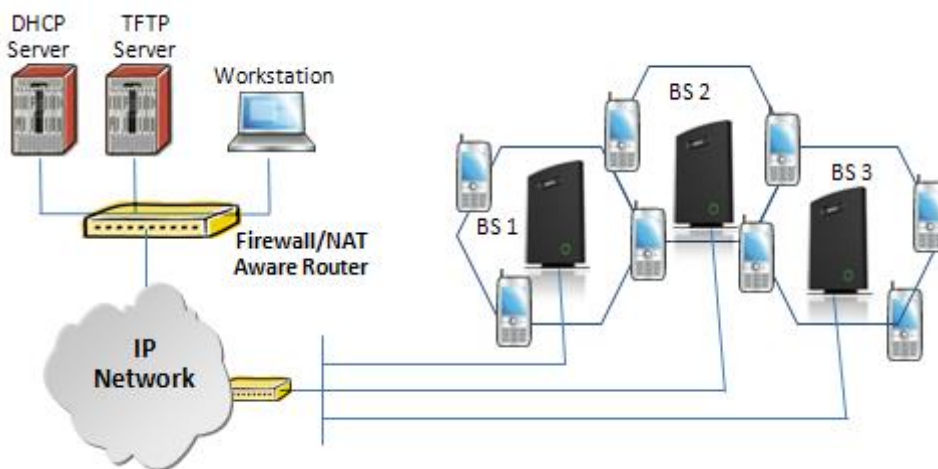 DHCP
Server
TFTP
Server
Workstation
Firewall/NAT
Aware Router
IP
Network
BS 1
BS 2
BS 3